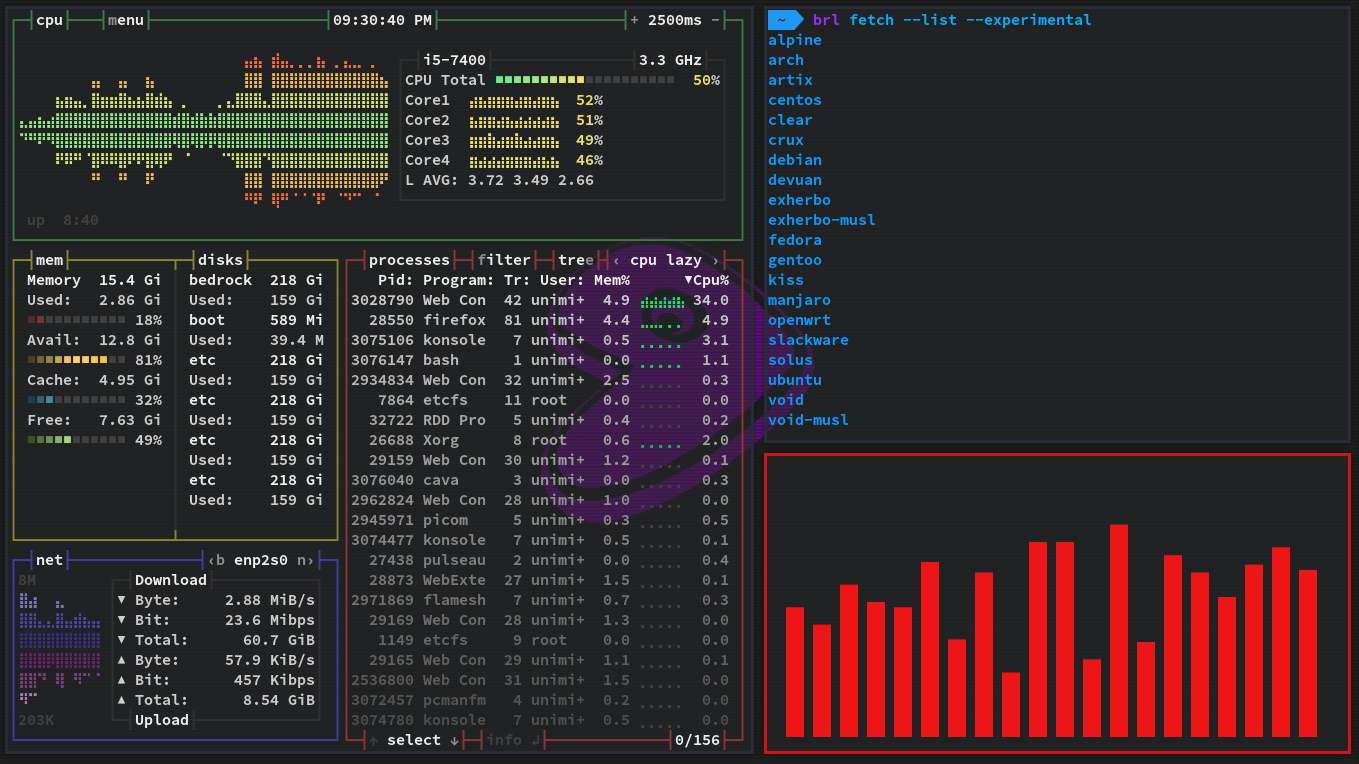 cpu menu 09:30:40 PM + 2500ms -
i5-7400 3.3 GHz
CPU Total 50%
Core1 52%
Core2 51%
Core3 49%
Core4 46%
L AVG: 3.72 3.49 2.66
up 8:40
mem disks
Memory 15.4 Gi bedrock 218 Gi
Used: 2.86 Gi Used: 159 Gi
18% boot 589 Mi
Avail: 12.8 Gi Used: 39.4 M
81% etc 218 Gi
Cache: 4.95 Gi Used: 159 Gi
32% etc 218 Gi
Free: 7.63 Gi Used: 159 Gi
49% etc 218 Gi
Used: 159 Gi
etc 218 Gi
Used: 159 Gi
net ‹b enp2s0 n›
8M Download
▼ Byte: 2.88 MiB/s
▼ Bit: 23.6 Mibps
▼ Total: 60.7 GiB
▲ Byte: 57.9 KiB/s
▲ Bit: 457 Kibps
▲ Total: 8.54 GiB
203K Upload
processes filter tree ‹ cpu lazy ›
Pid: Program: Tr: User: Mem% ▼Cpu%
3028790 Web Con 42 unimi+ 4.9 34.0
28550 firefox 81 unimi+ 4.4 4.9
3075106 konsole 7 unimi+ 0.5 3.1
3076147 bash 1 unimi+ 0.0 1.1
2934834 Web Con 32 unimi+ 2.5 0.3
7864 etcfs 11 root 0.0 0.0
32722 RDD Pro 5 unimi+ 0.4 0.2
26688 Xorg 8 root 0.6 2.0
29159 Web Con 30 unimi+ 1.2 0.1
3076040 cava 3 unimi+ 0.0 0.3
2962824 Web Con 28 unimi+ 1.0 0.0
2945971 picom 5 unimi+ 0.3 0.5
3074477 konsole 7 unimi+ 0.5 0.1
27438 pulseau 2 unimi+ 0.0 0.4
28873 WebExte 27 unimi+ 1.5 0.1
2971869 flamesh 7 unimi+ 0.7 0.3
29169 Web Con 28 unimi+ 1.3 0.0
1149 etcfs 9 root 0.0 0.0
29165 Web Con 29 unimi+ 1.1 0.1
2536800 Web Con 31 unimi+ 1.5 0.0
3072457 pcmanfm 4 unimi+ 0.2 0.0
3074780 konsole 7 unimi+ 0.5 0.0
↑ select ↓ info ↲ 0/156
~ brl fetch --list --experimental
alpine
arch
artix
centos
clear
crux
debian
devuan
exherbo
exherbo-musl
fedora
gentoo
kiss
manjaro
openwrt
slackware
solus
ubuntu
void
void-musl